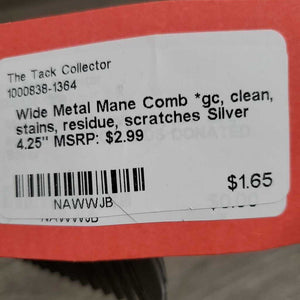 The Tack Collector
1000838-1364
Wide Metal Mane Comb *gc, clean,
stains, residue, scratches Silver
4.25" MSRP: $2.99
$1.65
NAWWJB
NAWWJB